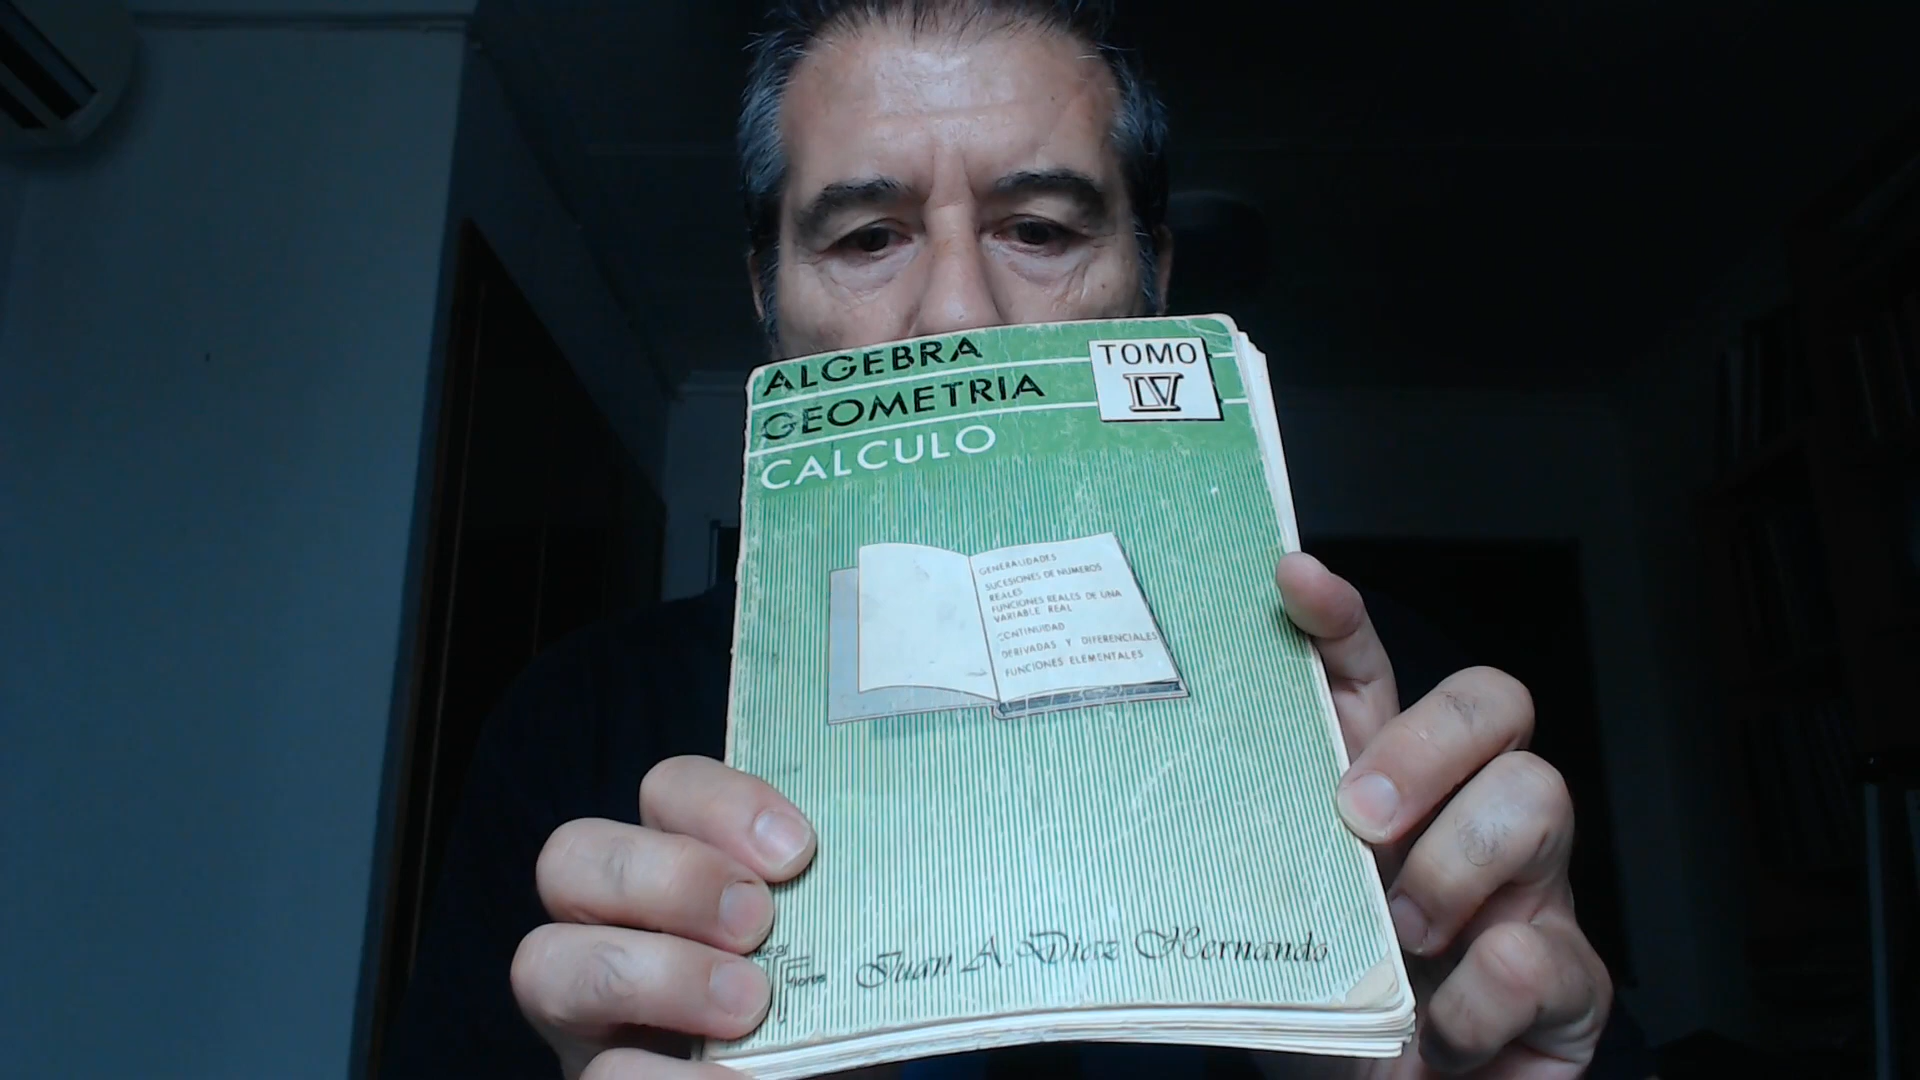 ALGEBRA
GEOMETRIA
CALCULO
TOMO
IV
GENERALIDADES
SUCESIONES DE NUMEROS
REALES
FUNCIONES REALES DE UNA
VARIABLE REAL
CONTINUIDAD
DERIVADAS Y DIFERENCIALES
FUNCIONES ELEMENTALES
Juan A. Diaz Hernando